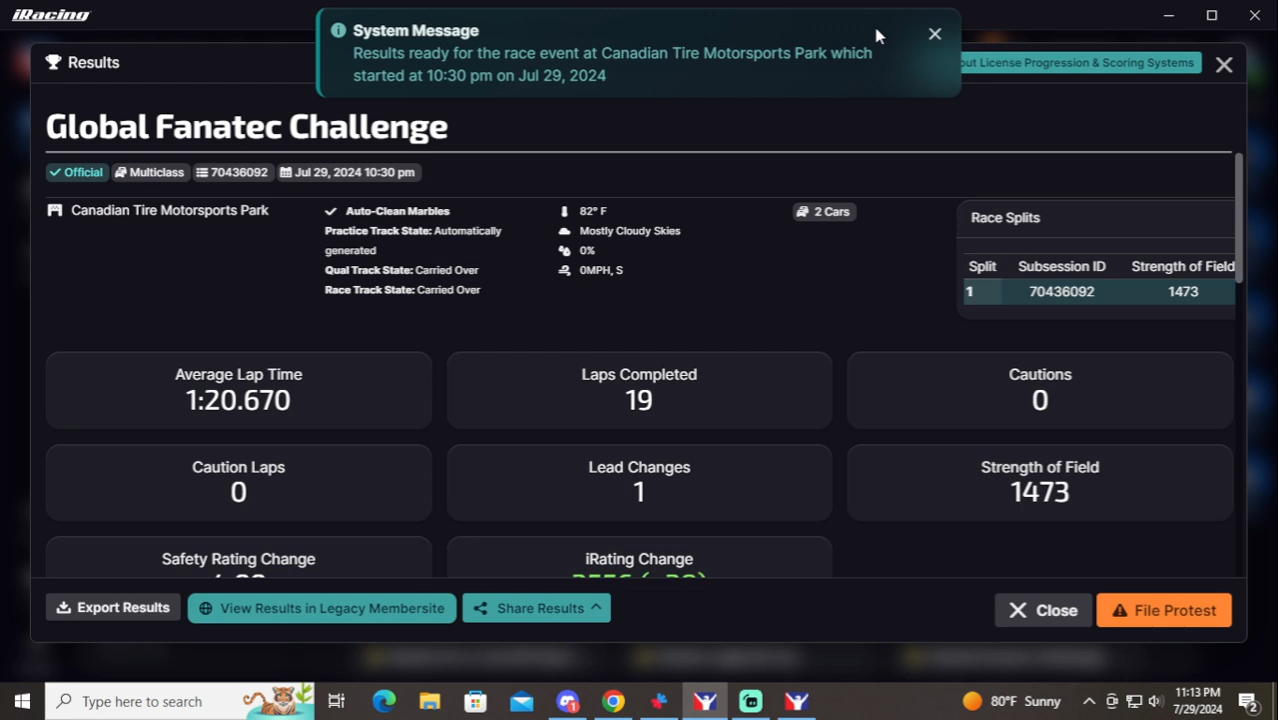 iRacing
System Message
Results ready for the race event at Canadian Tire Motorsports Park which
started at 10:30 pm on Jul 29, 2024
Results
out License Progression & Scoring Systems
Global Fanatec Challenge
Official Multiclass 70436092 Jul 29, 2024 10:30 pm
Canadian Tire Motorsports Park
Auto-Clean Marbles
Practice Track State: Automatically
generated
Qual Track State: Carried Over
Race Track State: Carried Over
82° F
Mostly Cloudy Skies
0%
0MPH, S
2 Cars
Race Splits
Split Subsession ID Strength of Field
1 70436092 1473
Average Lap Time
1:20.670
Laps Completed
19
Cautions
0
Caution Laps
0
Lead Changes
1
Strength of Field
1473
Safety Rating Change
iRating Change
Export Results
View Results in Legacy Membersite
Share Results
Close
File Protest
Type here to search
80°F Sunny
11:13 PM
7/29/2024
2